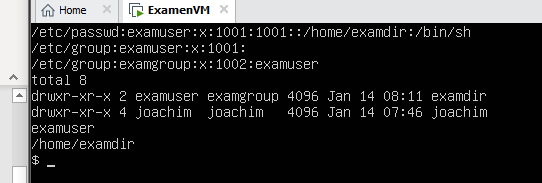 Home × ExamenVM ×
/etc/passwd:examuser:x:1001:1001::/home/examdir:/bin/sh
/etc/group:examuser:x:1001:
/etc/group:examgroup:x:1002:examuser
total 8
drwxr-xr-x 2 examuser examgroup 4096 Jan 14 08:11 examdir
drwxr-xr-x 4 joachim  joachim   4096 Jan 14 07:46 joachim
examuser
/home/examdir
$ _